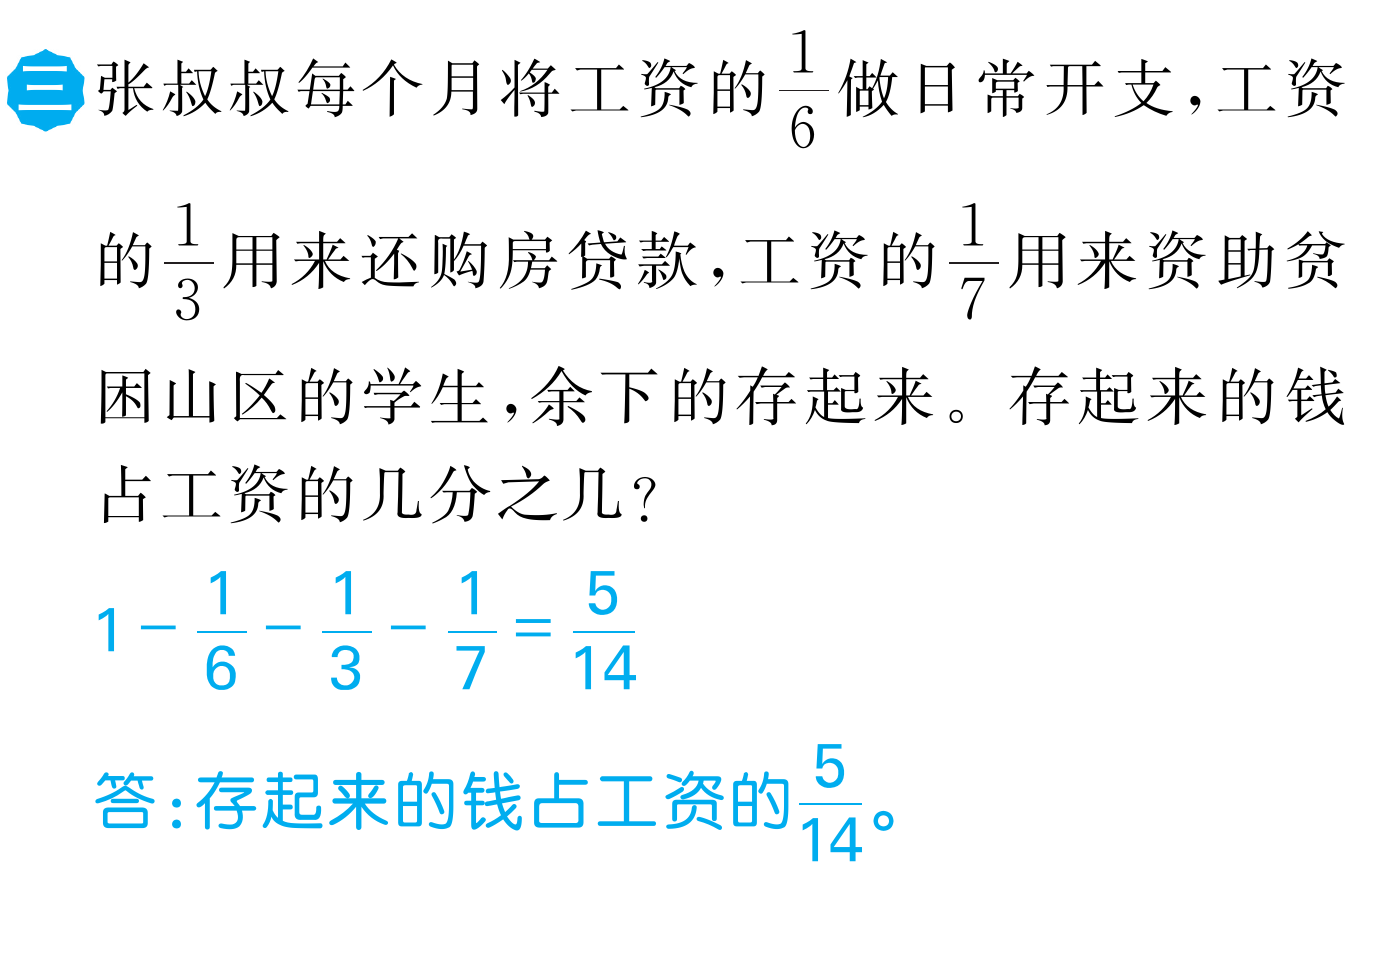 三 张叔叔每个月将工资的1/6做日常开支,工资
的1/3用来还购房贷款,工资的1/7用来资助贫
困山区的学生,余下的存起来。存起来的钱
占工资的几分之几?
1 − 1/6 − 1/3 − 1/7 = 5/14
答:存起来的钱占工资的5/14。